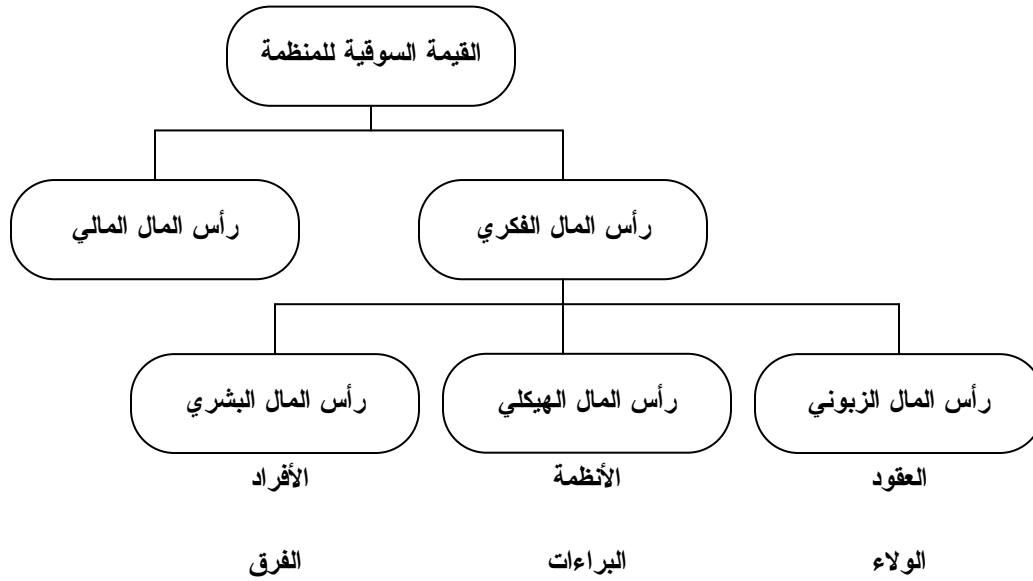 القيمة السوقية للمنظمة
رأس المال الفكري
رأس المال المالي
رأس المال الزبوني
رأس المال الهيكلي
رأس المال البشري
العقود
الأنظمة
الأفراد
الولاء
البراءات
الفرق